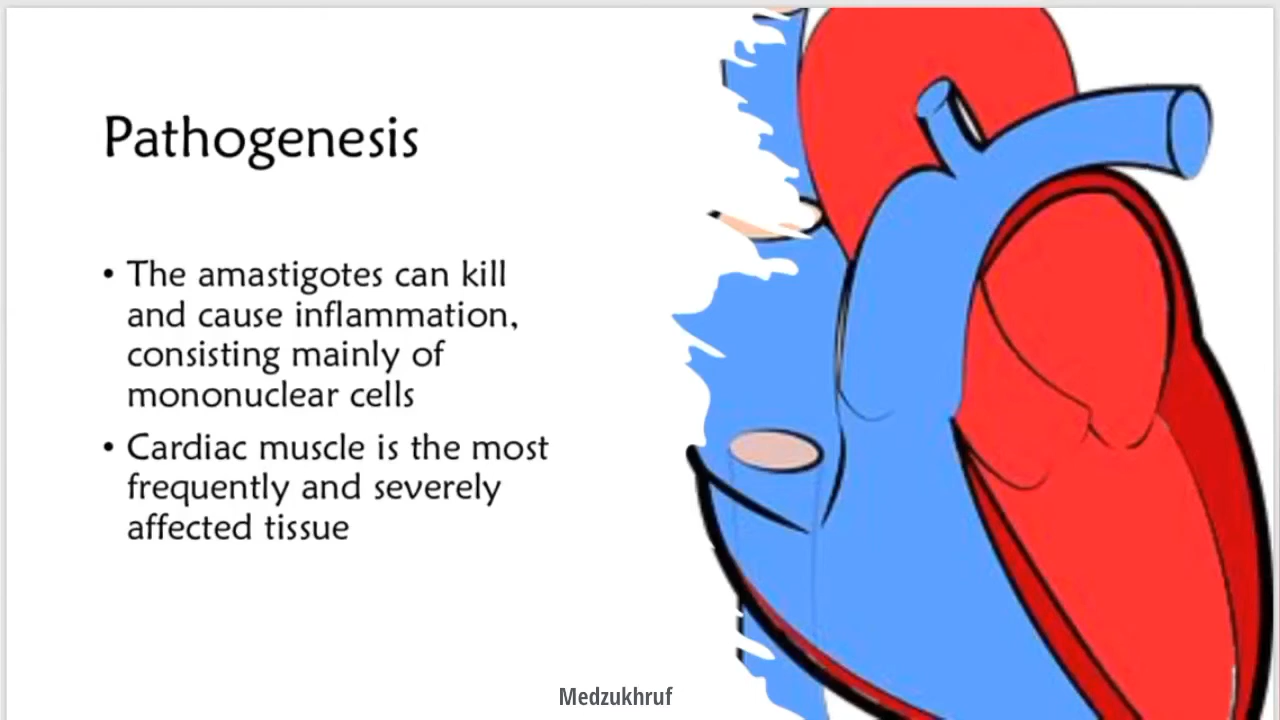 Pathogenesis
• The amastigotes can kill
and cause inflammation,
consisting mainly of
mononuclear cells
• Cardiac muscle is the most
frequently and severely
affected tissue
Medzukhruf